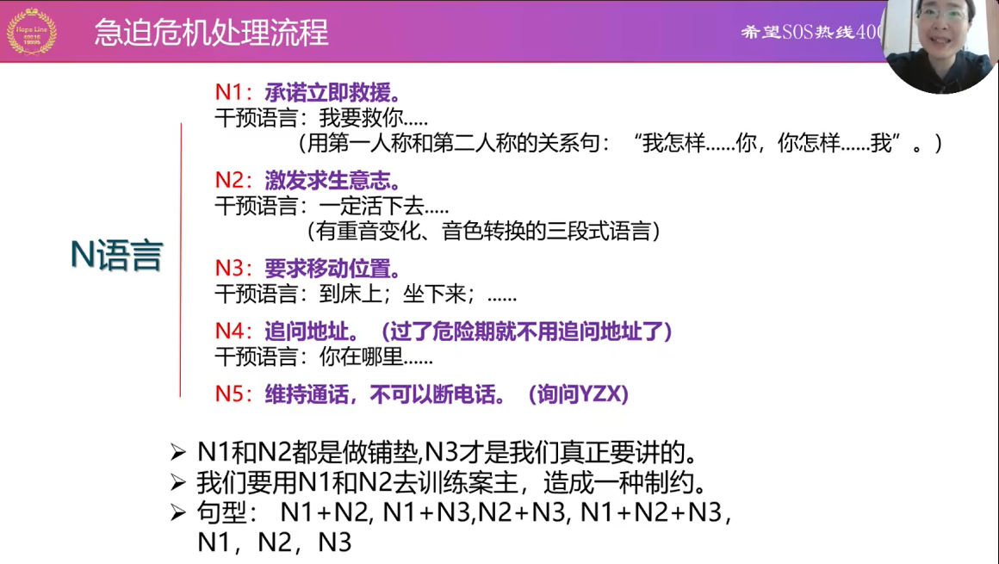 Hope Line
急迫危机处理流程
希望SOS热线400
N1：承诺立即救援。
干预语言：我要救你.....
（用第一人称和第二人称的关系句：“我怎样......你，你怎样......我”。）
N2：激发求生意志。
干预语言：一定活下去.....
（有重音变化、音色转换的三段式语言）
N语言
N3：要求移动位置。
干预语言：到床上；坐下来；......
N4：追问地址。（过了危险期就不用追问地址了）
干预语言：你在哪里......
N5：维持通话，不可以断电话。（询问YZX)
➢ N1和N2都是做铺垫,N3才是我们真正要讲的。
➢ 我们要用N1和N2去训练案主，造成一种制约。
➢ 句型： N1+N2, N1+N3,N2+N3, N1+N2+N3，
N1，N2，N3